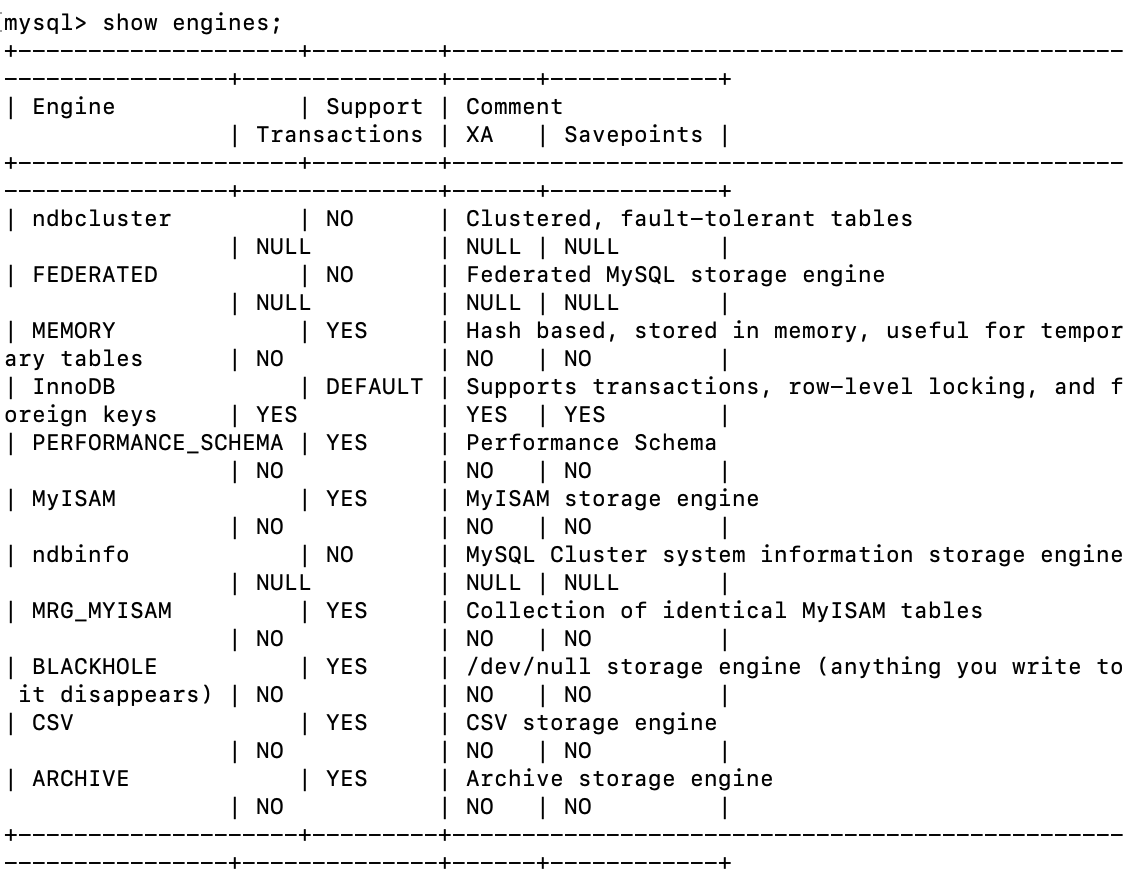 mysql> show engines;
+--------------------+---------+------------------------------------------------
----------------+--------------+------+------------+
| Engine             | Support | Comment
                | Transactions | XA   | Savepoints |
+--------------------+---------+------------------------------------------------
----------------+--------------+------+------------+
| ndbcluster         | NO      | Clustered, fault-tolerant tables
                | NULL         | NULL | NULL       |
| FEDERATED          | NO      | Federated MySQL storage engine
                | NULL         | NULL | NULL       |
| MEMORY             | YES     | Hash based, stored in memory, useful for tempor
ary tables      | NO           | NO   | NO         |
| InnoDB             | DEFAULT | Supports transactions, row-level locking, and f
oreign keys     | YES          | YES  | YES        |
| PERFORMANCE_SCHEMA | YES     | Performance Schema
                | NO           | NO   | NO         |
| MyISAM             | YES     | MyISAM storage engine
                | NO           | NO   | NO         |
| ndbinfo            | NO      | MySQL Cluster system information storage engine
                | NULL         | NULL | NULL       |
| MRG_MYISAM         | YES     | Collection of identical MyISAM tables
                | NO           | NO   | NO         |
| BLACKHOLE          | YES     | /dev/null storage engine (anything you write to
 it disappears) | NO           | NO   | NO         |
| CSV                | YES     | CSV storage engine
                | NO           | NO   | NO         |
| ARCHIVE            | YES     | Archive storage engine
                | NO           | NO   | NO         |
+--------------------+---------+------------------------------------------------
----------------+--------------+------+------------+